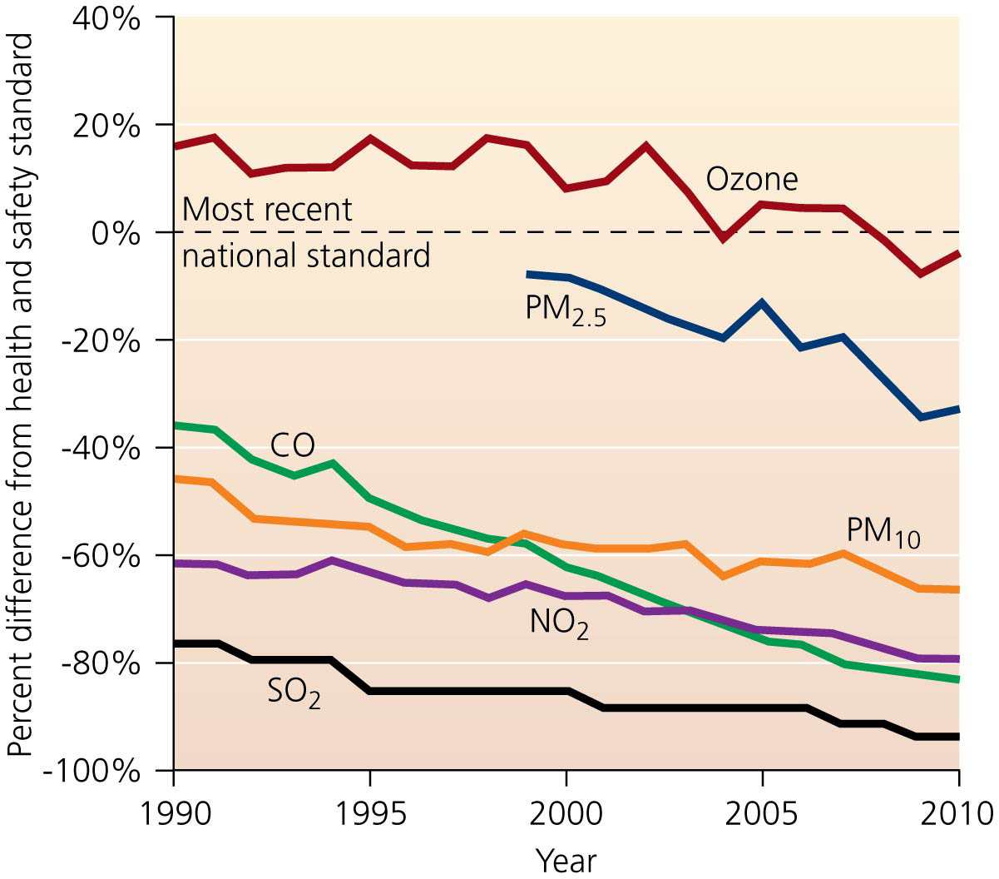 Percent difference from health and safety standard
40%
20%
0%
-20%
-40%
-60%
-80%
-100%
Ozone
Most recent
national standard
PM2.5
CO
PM10
NO2
SO2
1990 1995 2000 2005 2010
Year